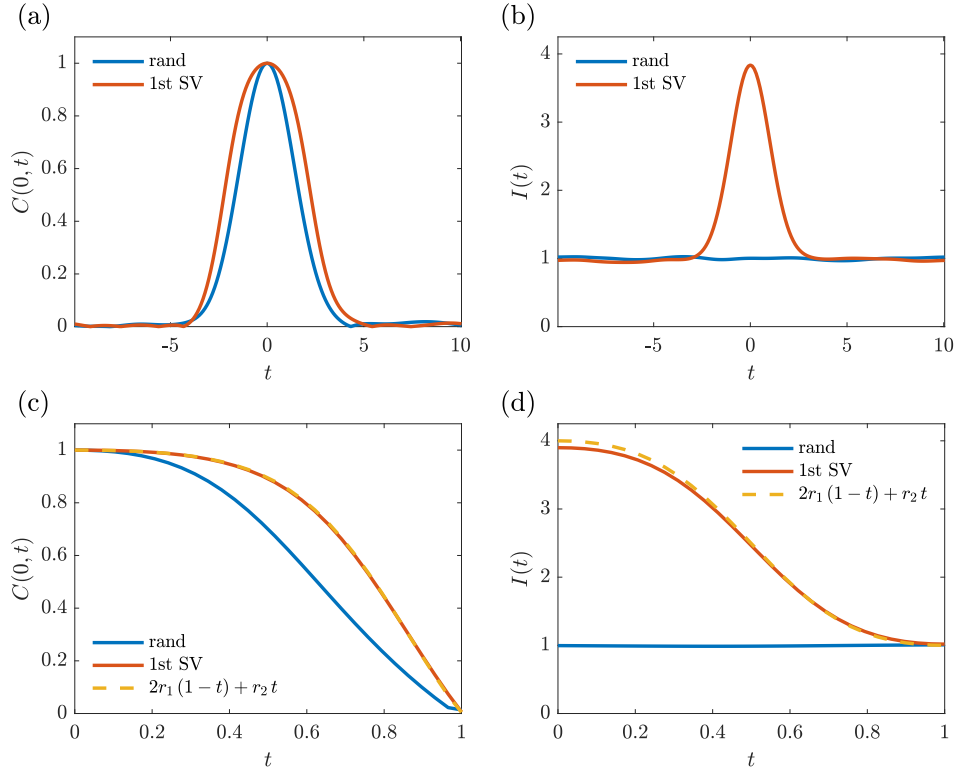 (a)
C(0, t)
1
0.8
0.6
0.4
0.2
0
rand
1st SV
-5
0
5
10
t
(b)
I(t)
4
3
2
1
0
rand
1st SV
-5
0
5
10
t
(c)
C(0, t)
1
0.8
0.6
0.4
0.2
0
rand
1st SV
2r₁ (1 − t) + r₂ t
0
0.2
0.4
0.6
0.8
1
t
(d)
I(t)
4
3
2
1
0
rand
1st SV
2r₁ (1 − t) + r₂ t
0
0.2
0.4
0.6
0.8
1
t